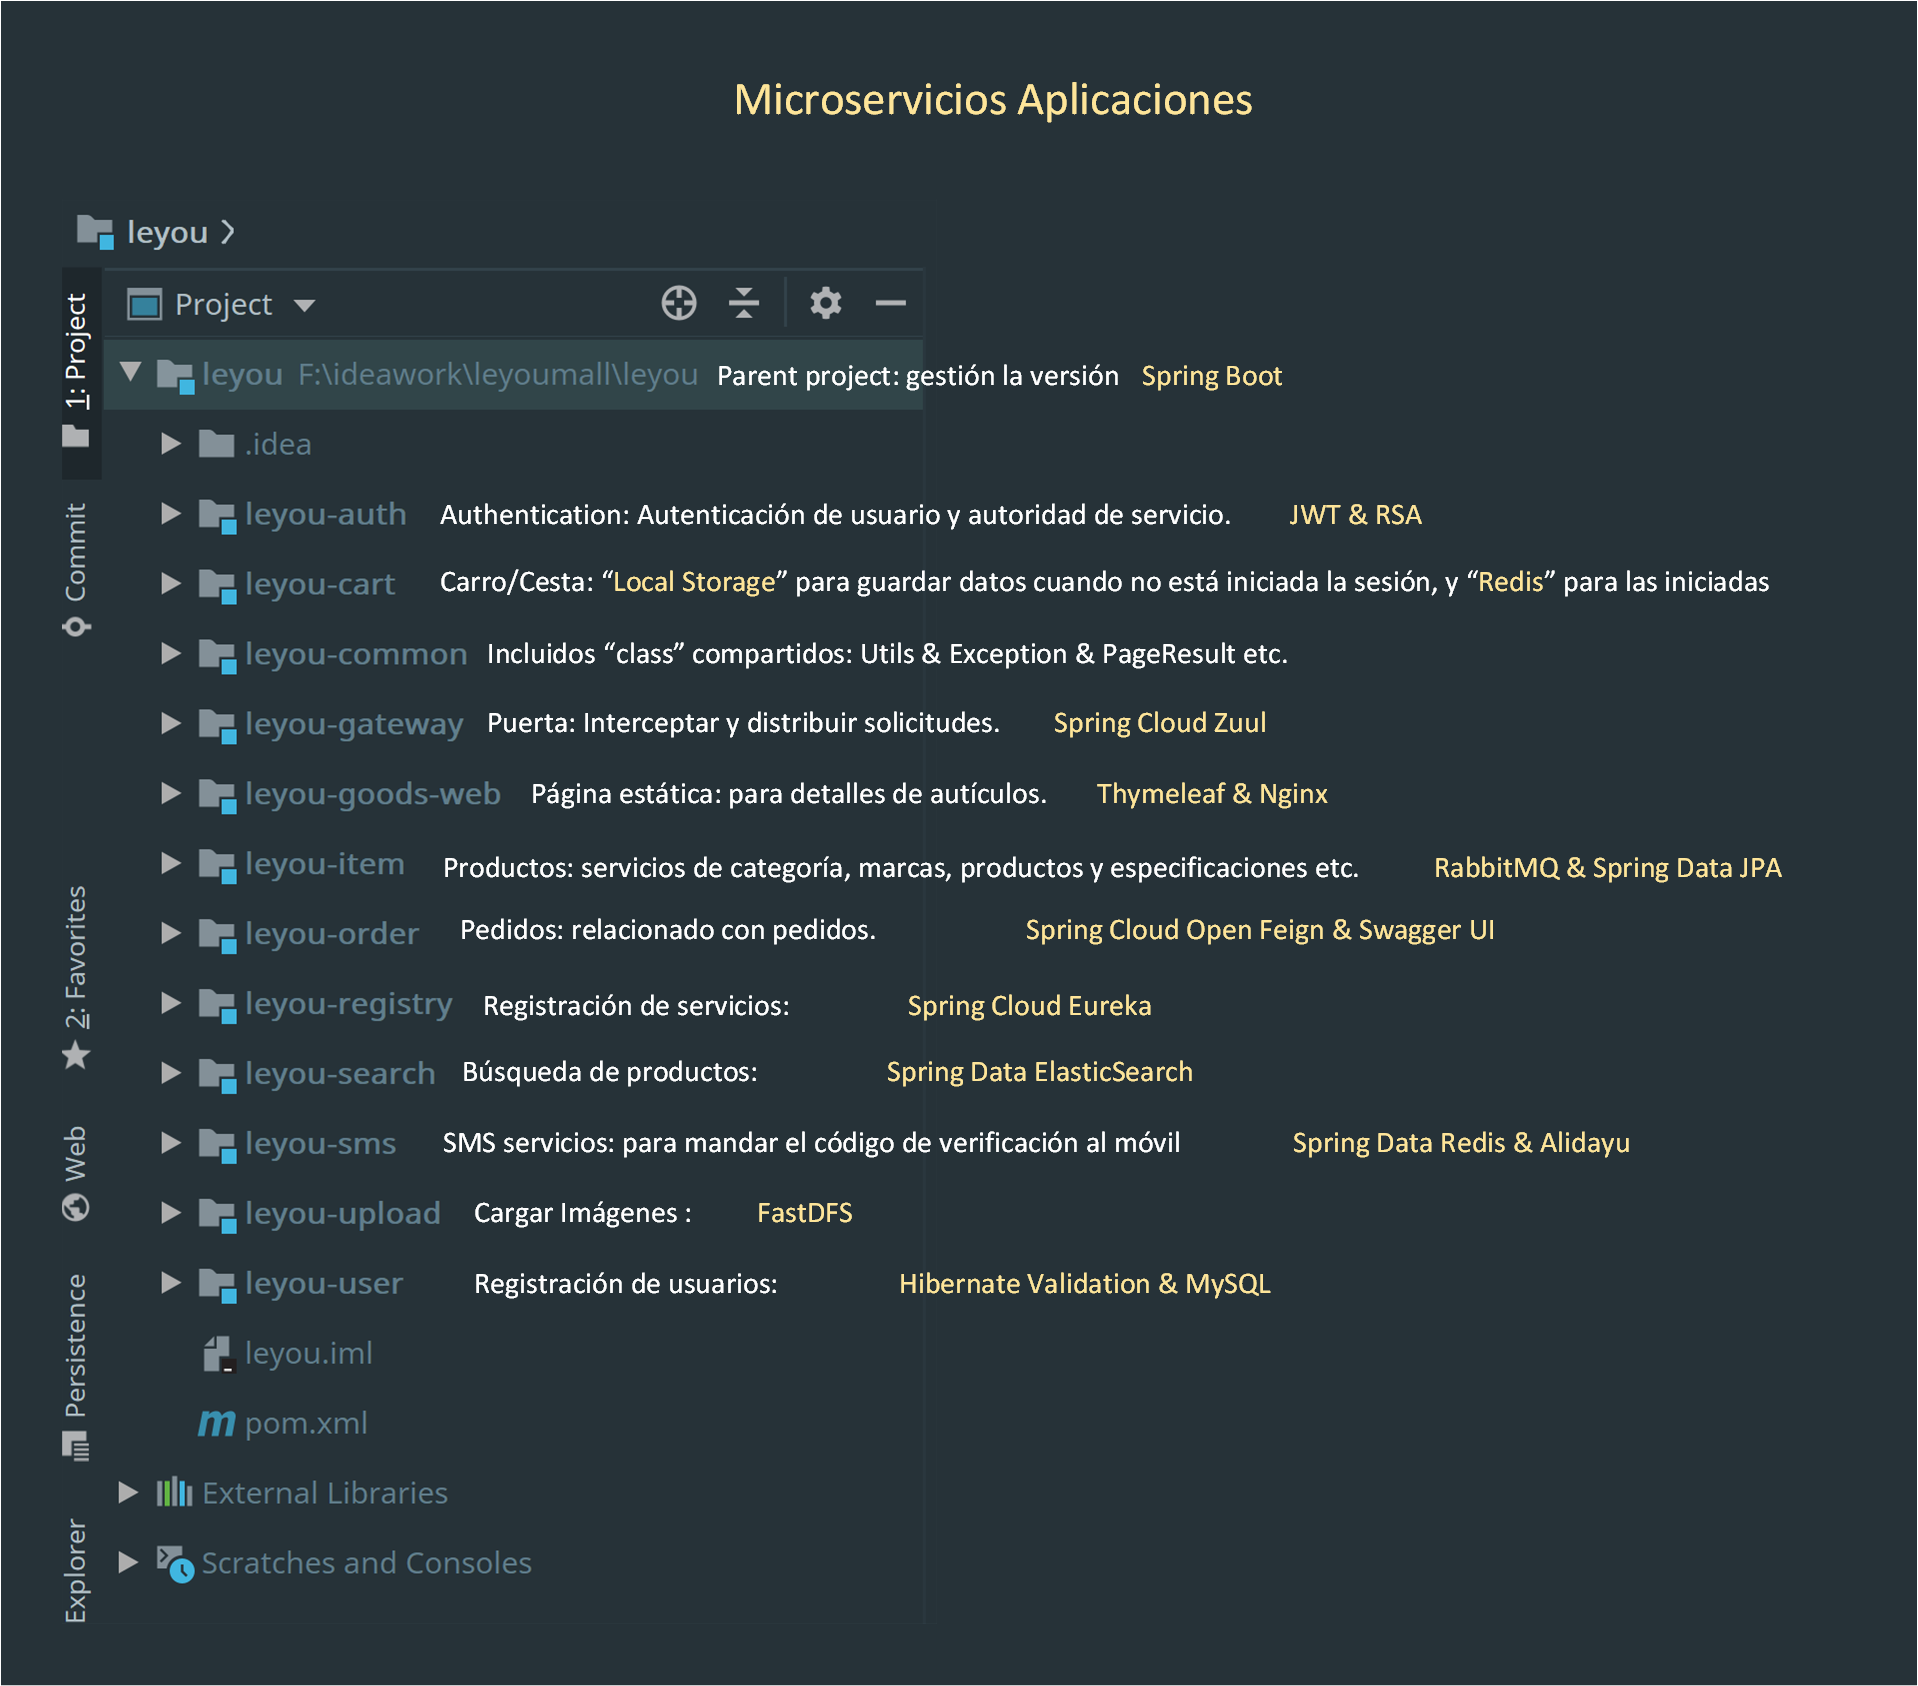 Microservicios Aplicaciones
leyou
Project
leyou F:\ideawork\leyoumall\leyou Parent project: gestión la versión Spring Boot
.idea
leyou-auth Authentication: Autenticación de usuario y autoridad de servicio. JWT & RSA
leyou-cart Carro/Cesta: “Local Storage” para guardar datos cuando no está iniciada la sesión, y “Redis” para las iniciadas
leyou-common Incluidos “class” compartidos: Utils & Exception & PageResult etc.
leyou-gateway Puerta: Interceptar y distribuir solicitudes. Spring Cloud Zuul
leyou-goods-web Página estática: para detalles de autículos. Thymeleaf & Nginx
leyou-item Productos: servicios de categoría, marcas, productos y especificaciones etc. RabbitMQ & Spring Data JPA
leyou-order Pedidos: relacionado con pedidos. Spring Cloud Open Feign & Swagger UI
leyou-registry Registración de servicios: Spring Cloud Eureka
leyou-search Búsqueda de productos: Spring Data ElasticSearch
leyou-sms SMS servicios: para mandar el código de verificación al móvil Spring Data Redis & Alidayu
leyou-upload Cargar Imágenes : FastDFS
leyou-user Registración de usuarios: Hibernate Validation & MySQL
leyou.iml
pom.xml
External Libraries
Scratches and Consoles
1: Project
Commit
2: Favorites
Web
Persistence
Explorer